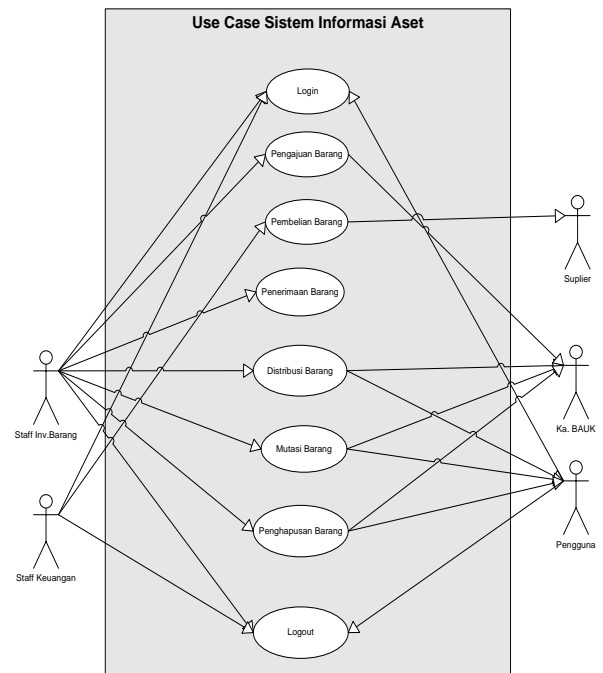 Use Case Sistem Informasi Aset
Login
Pengajuan Barang
Pembelian Barang
Suplier
Penerimaan Barang
Distribusi Barang
Staff Inv.Barang
Ka. BAUK
Mutasi Barang
Penghapusan Barang
Pengguna
Staff Keuangan
Logout